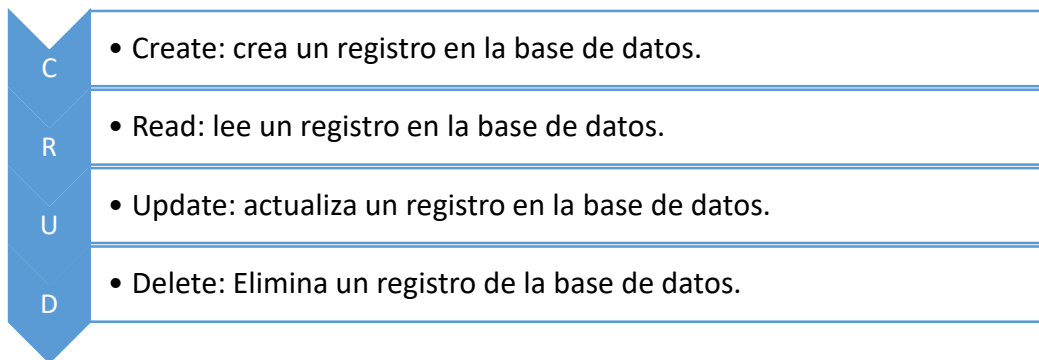 C
• Create: crea un registro en la base de datos.
R
• Read: lee un registro en la base de datos.
U
• Update: actualiza un registro en la base de datos.
D
• Delete: Elimina un registro de la base de datos.